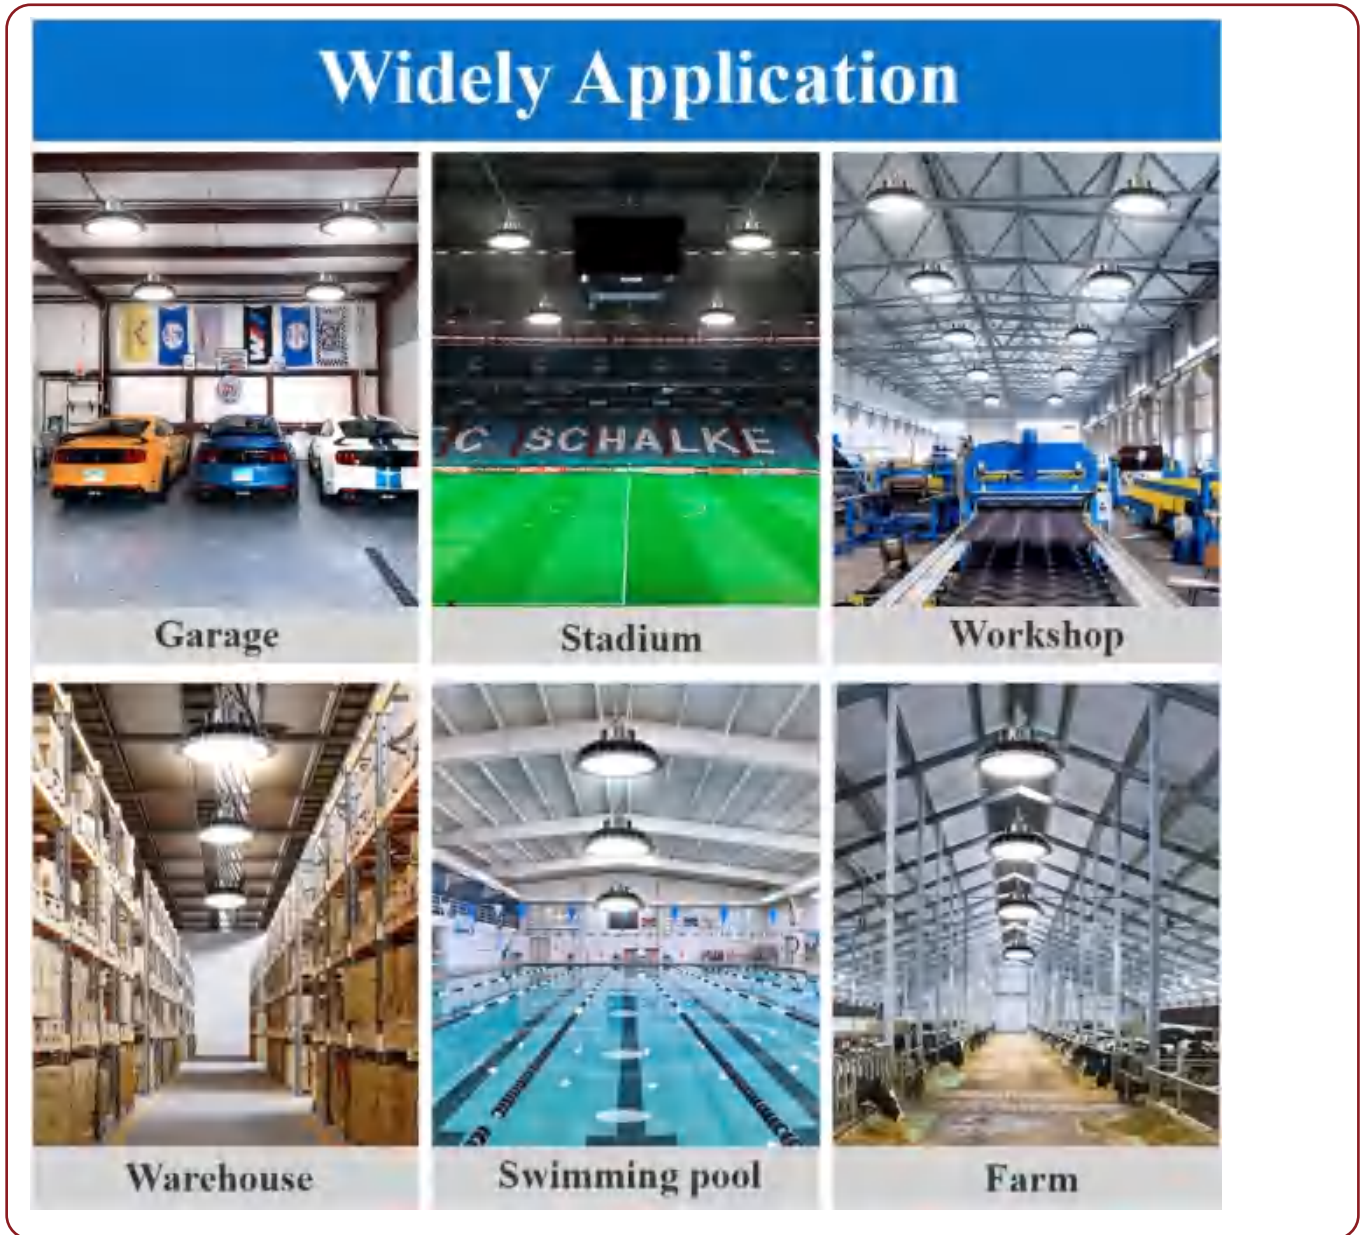 Widely Application
C SCHALKE
Garage
Stadium
Workshop
Warehouse
Swimming pool
Farm